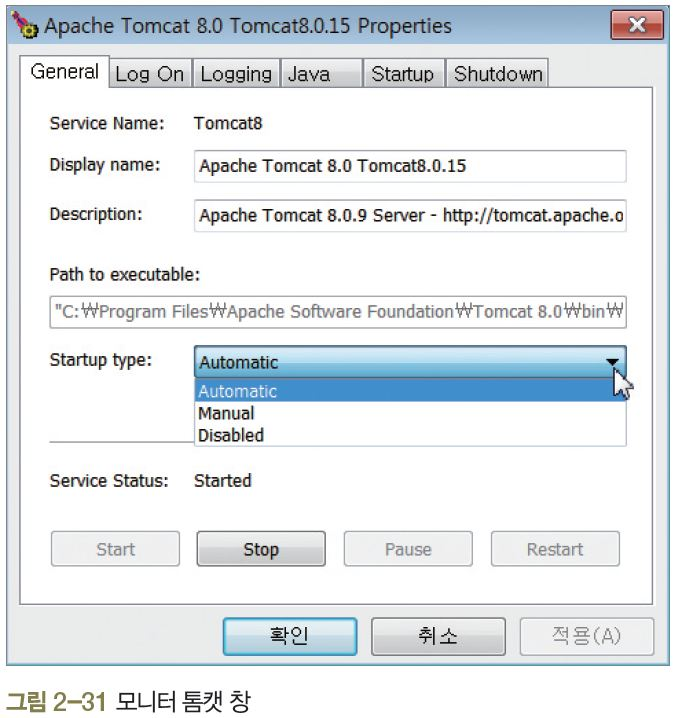 Apache Tomcat 8.0 Tomcat8.0.15 Properties
General Log On Logging Java Startup Shutdown
Service Name: Tomcat8
Display name: Apache Tomcat 8.0 Tomcat8.0.15
Description: Apache Tomcat 8.0.9 Server - http://tomcat.apache.o
Path to executable:
"C:₩Program Files₩Apache Software Foundation₩Tomcat 8.0₩bin₩
Startup type: Automatic
Automatic
Manual
Disabled
Service Status: Started
Start Stop Pause Restart
확인 취소 적용(A)
그림 2-31 모니터 톰캣 창